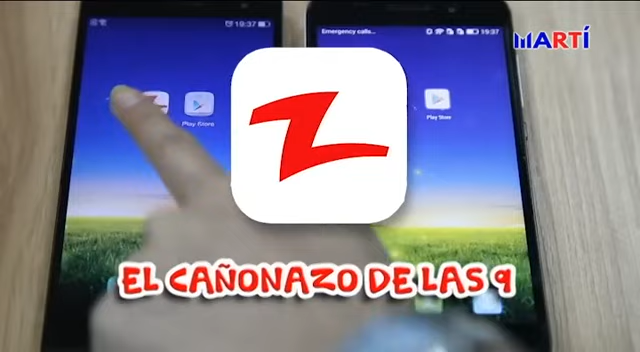 19:37
Emergency calls...
19:37
MARTÍ
Play Store
Play Store
EL CAÑONAZO DE LAS 9